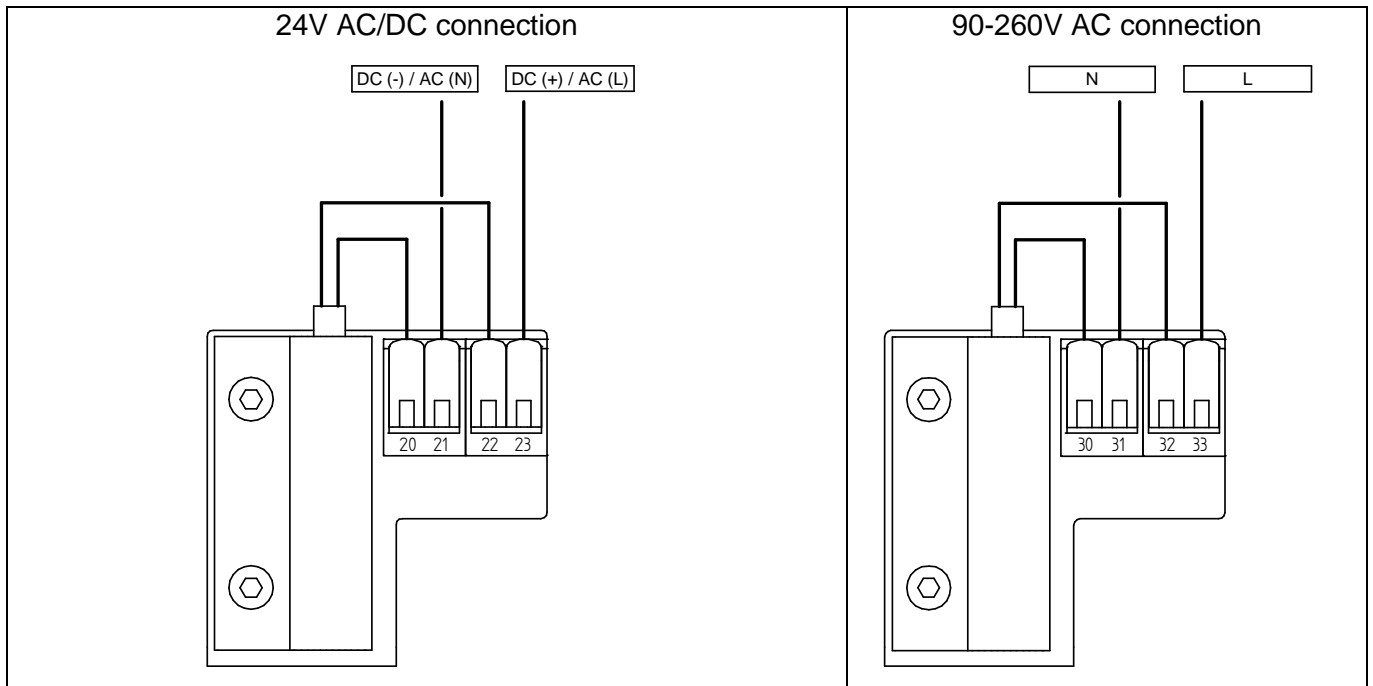 24V AC/DC connection
90-260V AC connection
DC (-) / AC (N)
DC (+) / AC (L)
N
L
20 21 22 23
30 31 32 33